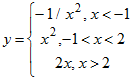 -1/x², x < -1
y = { x², -1 < x < 2
2x, x > 2